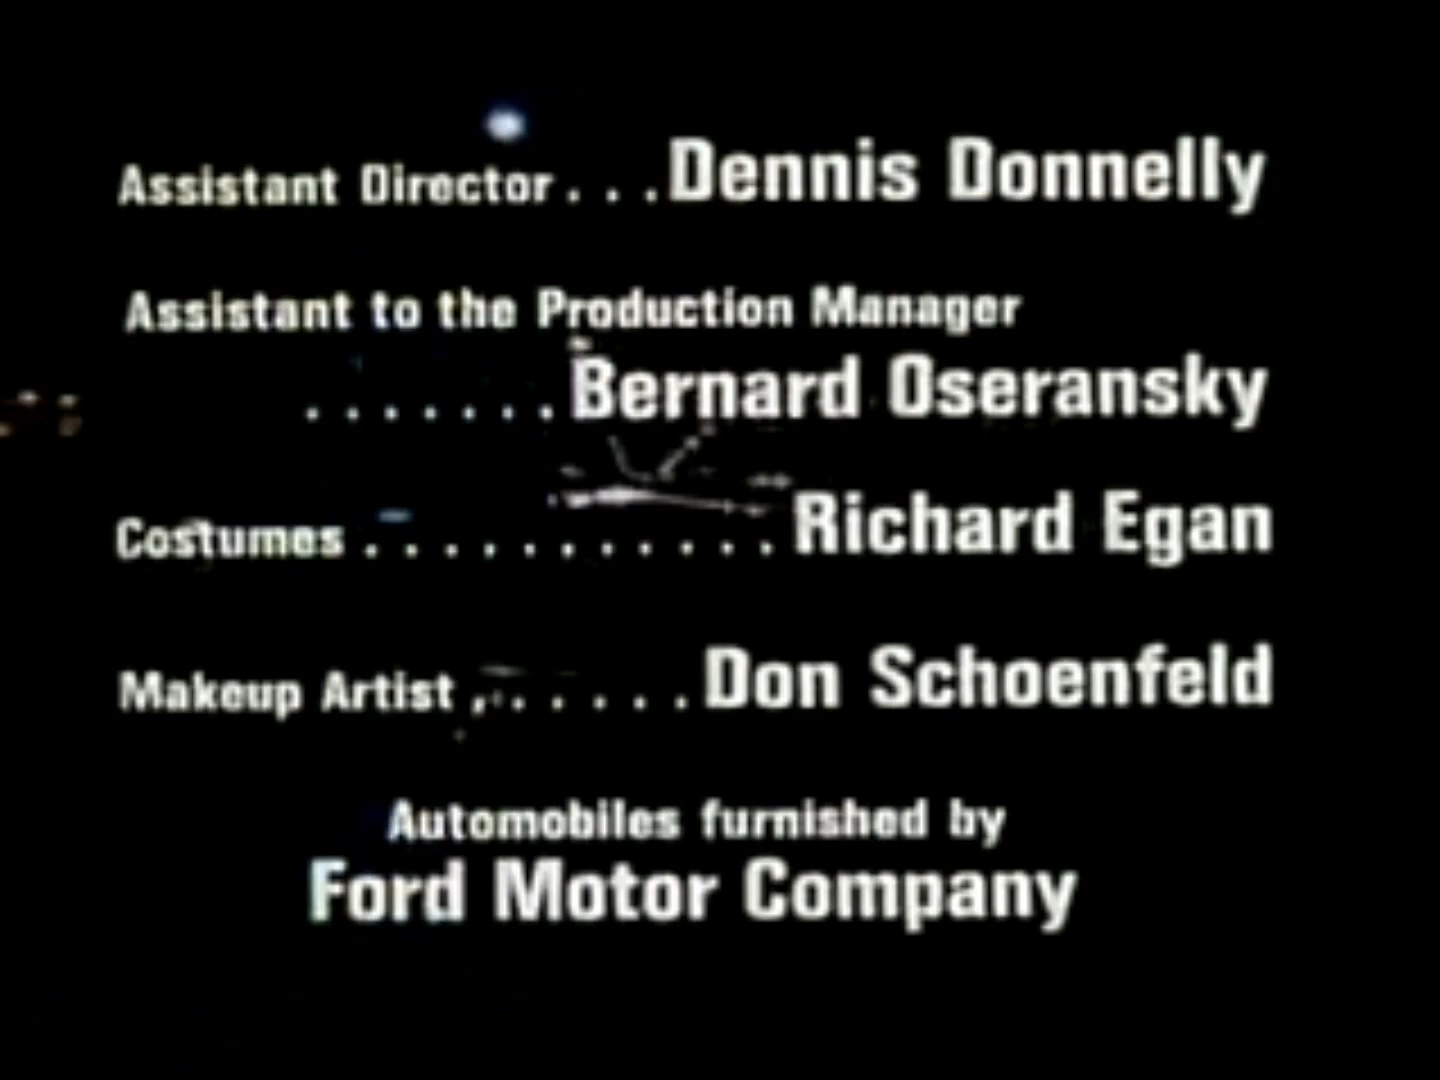 Assistant Director . . . Dennis Donnelly
Assistant to the Production Manager
. . . . . . . Bernard Oseransky
Costumes . . . . . . . . . . . Richard Egan
Makeup Artist . . . . . . Don Schoenfeld
Automobiles furnished by
Ford Motor Company